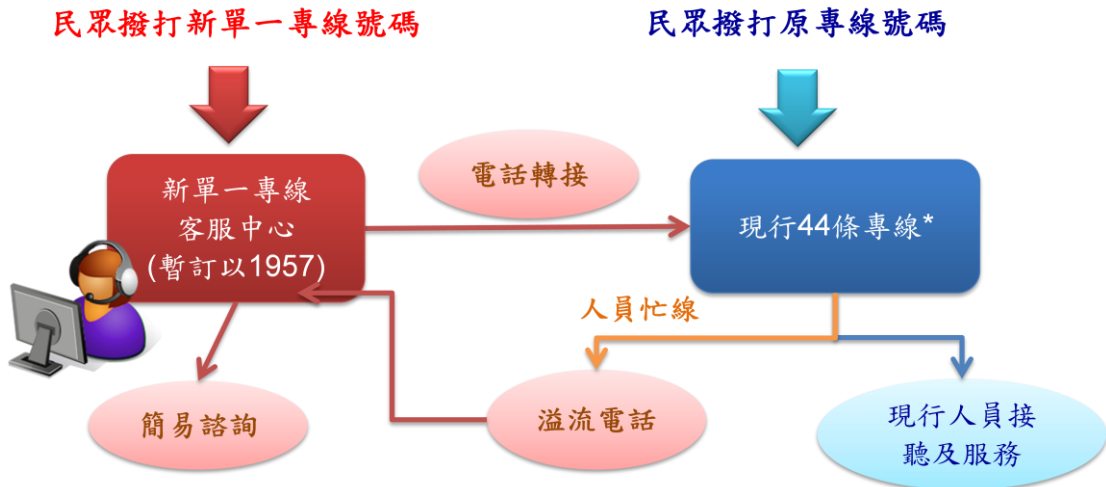 民眾撥打新單一專線號碼
民眾撥打原專線號碼
電話轉接
新單一專線
客服中心
(暫訂以1957)
現行44條專線*
人員忙線
簡易諮詢
溢流電話
現行人員接
聽及服務